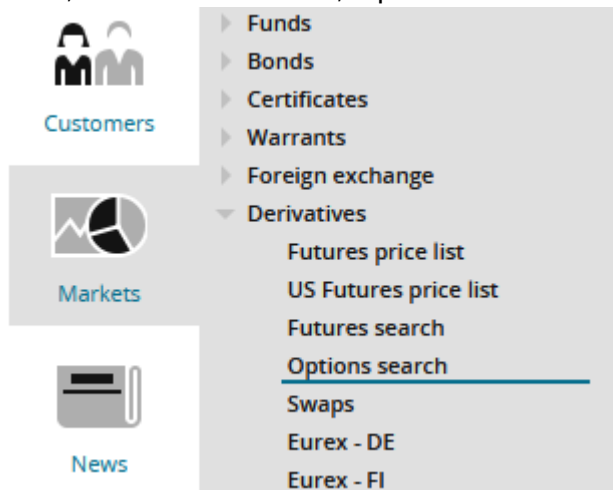 Funds
Bonds
Certificates
Customers
Warrants
Foreign exchange
Derivatives
Futures price list
Markets
US Futures price list
Futures search
Options search
Swaps
Eurex - DE
News
Eurex - FI